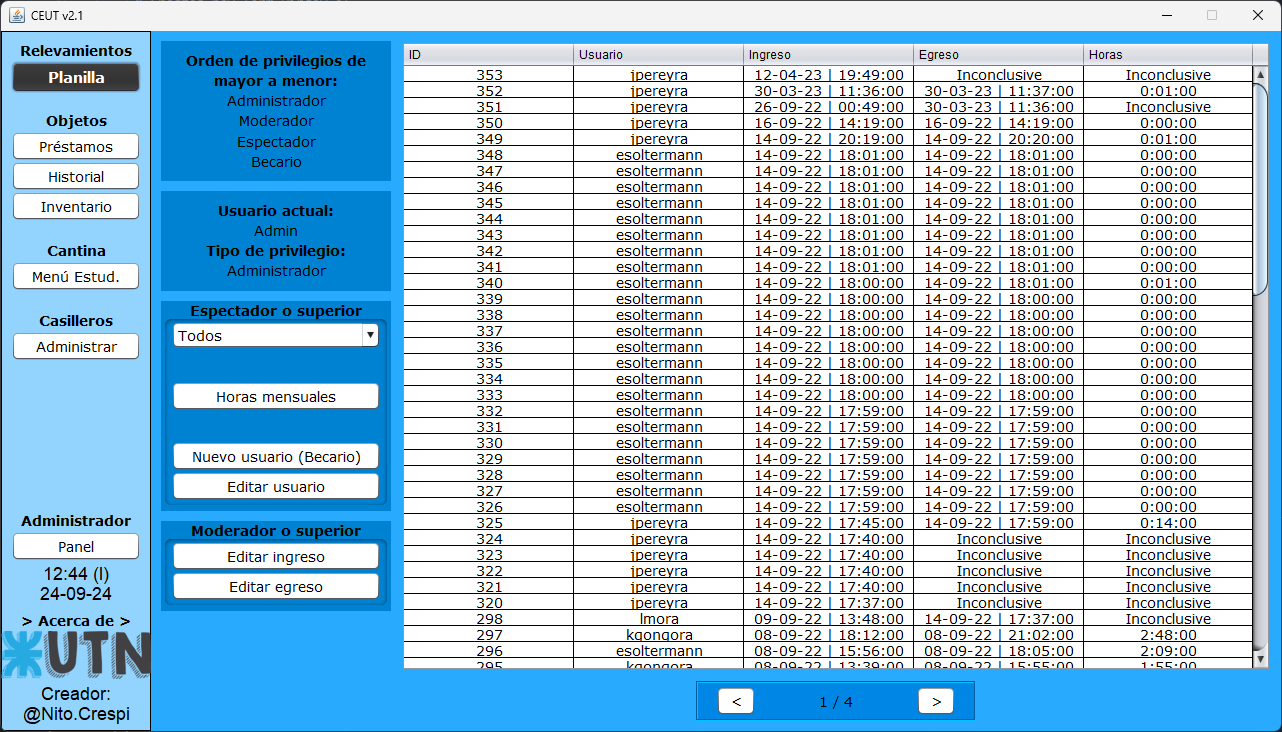 CEUT v2.1
Relevamientos
Planilla
Objetos
Préstamos
Historial
Inventario
Cantina
Menú Estud.
Casilleros
Administrar
Administrador
Panel
12:44 (I)
24-09-24
> Acerca de >
UTN
Creador:
@Nito.Crespi
Orden de privilegios de
mayor a menor:
Administrador
Moderador
Espectador
Becario
Usuario actual:
Admin
Tipo de privilegio:
Administrador
Espectador o superior
Todos
Horas mensuales
Nuevo usuario (Becario)
Editar usuario
Moderador o superior
Editar ingreso
Editar egreso
ID Usuario Ingreso Egreso Horas
353 jpereyra 12-04-23 | 19:49:00 Inconclusive Inconclusive
352 jpereyra 30-03-23 | 11:36:00 30-03-23 | 11:37:00 0:01:00
351 jpereyra 26-09-22 | 00:49:00 30-03-23 | 11:36:00 Inconclusive
350 jpereyra 16-09-22 | 14:19:00 16-09-22 | 14:19:00 0:00:00
349 jpereyra 14-09-22 | 20:19:00 14-09-22 | 20:20:00 0:01:00
348 esoltermann 14-09-22 | 18:01:00 14-09-22 | 18:01:00 0:00:00
347 esoltermann 14-09-22 | 18:01:00 14-09-22 | 18:01:00 0:00:00
346 esoltermann 14-09-22 | 18:01:00 14-09-22 | 18:01:00 0:00:00
345 esoltermann 14-09-22 | 18:01:00 14-09-22 | 18:01:00 0:00:00
344 esoltermann 14-09-22 | 18:01:00 14-09-22 | 18:01:00 0:00:00
343 esoltermann 14-09-22 | 18:01:00 14-09-22 | 18:01:00 0:00:00
342 esoltermann 14-09-22 | 18:01:00 14-09-22 | 18:01:00 0:00:00
341 esoltermann 14-09-22 | 18:01:00 14-09-22 | 18:01:00 0:00:00
340 esoltermann 14-09-22 | 18:00:00 14-09-22 | 18:01:00 0:01:00
339 esoltermann 14-09-22 | 18:00:00 14-09-22 | 18:00:00 0:00:00
338 esoltermann 14-09-22 | 18:00:00 14-09-22 | 18:00:00 0:00:00
337 esoltermann 14-09-22 | 18:00:00 14-09-22 | 18:00:00 0:00:00
336 esoltermann 14-09-22 | 18:00:00 14-09-22 | 18:00:00 0:00:00
335 esoltermann 14-09-22 | 18:00:00 14-09-22 | 18:00:00 0:00:00
334 esoltermann 14-09-22 | 18:00:00 14-09-22 | 18:00:00 0:00:00
333 esoltermann 14-09-22 | 18:00:00 14-09-22 | 18:00:00 0:00:00
332 esoltermann 14-09-22 | 17:59:00 14-09-22 | 17:59:00 0:00:00
331 esoltermann 14-09-22 | 17:59:00 14-09-22 | 17:59:00 0:00:00
330 esoltermann 14-09-22 | 17:59:00 14-09-22 | 17:59:00 0:00:00
329 esoltermann 14-09-22 | 17:59:00 14-09-22 | 17:59:00 0:00:00
328 esoltermann 14-09-22 | 17:59:00 14-09-22 | 17:59:00 0:00:00
327 esoltermann 14-09-22 | 17:59:00 14-09-22 | 17:59:00 0:00:00
326 esoltermann 14-09-22 | 17:59:00 14-09-22 | 17:59:00 0:00:00
325 jpereyra 14-09-22 | 17:45:00 14-09-22 | 17:59:00 0:14:00
324 jpereyra 14-09-22 | 17:40:00 Inconclusive Inconclusive
323 jpereyra 14-09-22 | 17:40:00 Inconclusive Inconclusive
322 jpereyra 14-09-22 | 17:40:00 Inconclusive Inconclusive
321 jpereyra 14-09-22 | 17:40:00 Inconclusive Inconclusive
320 jpereyra 14-09-22 | 17:37:00 Inconclusive Inconclusive
298 lmora 09-09-22 | 13:48:00 14-09-22 | 17:37:00 Inconclusive
297 kgongora 08-09-22 | 18:12:00 08-09-22 | 21:02:00 2:48:00
296 esoltermann 08-09-22 | 15:56:00 08-09-22 | 18:05:00 2:09:00
295 kgongora 08-09-22 | 13:39:00 08-09-22 | 15:55:00 1:55:00
< 1 / 4 >